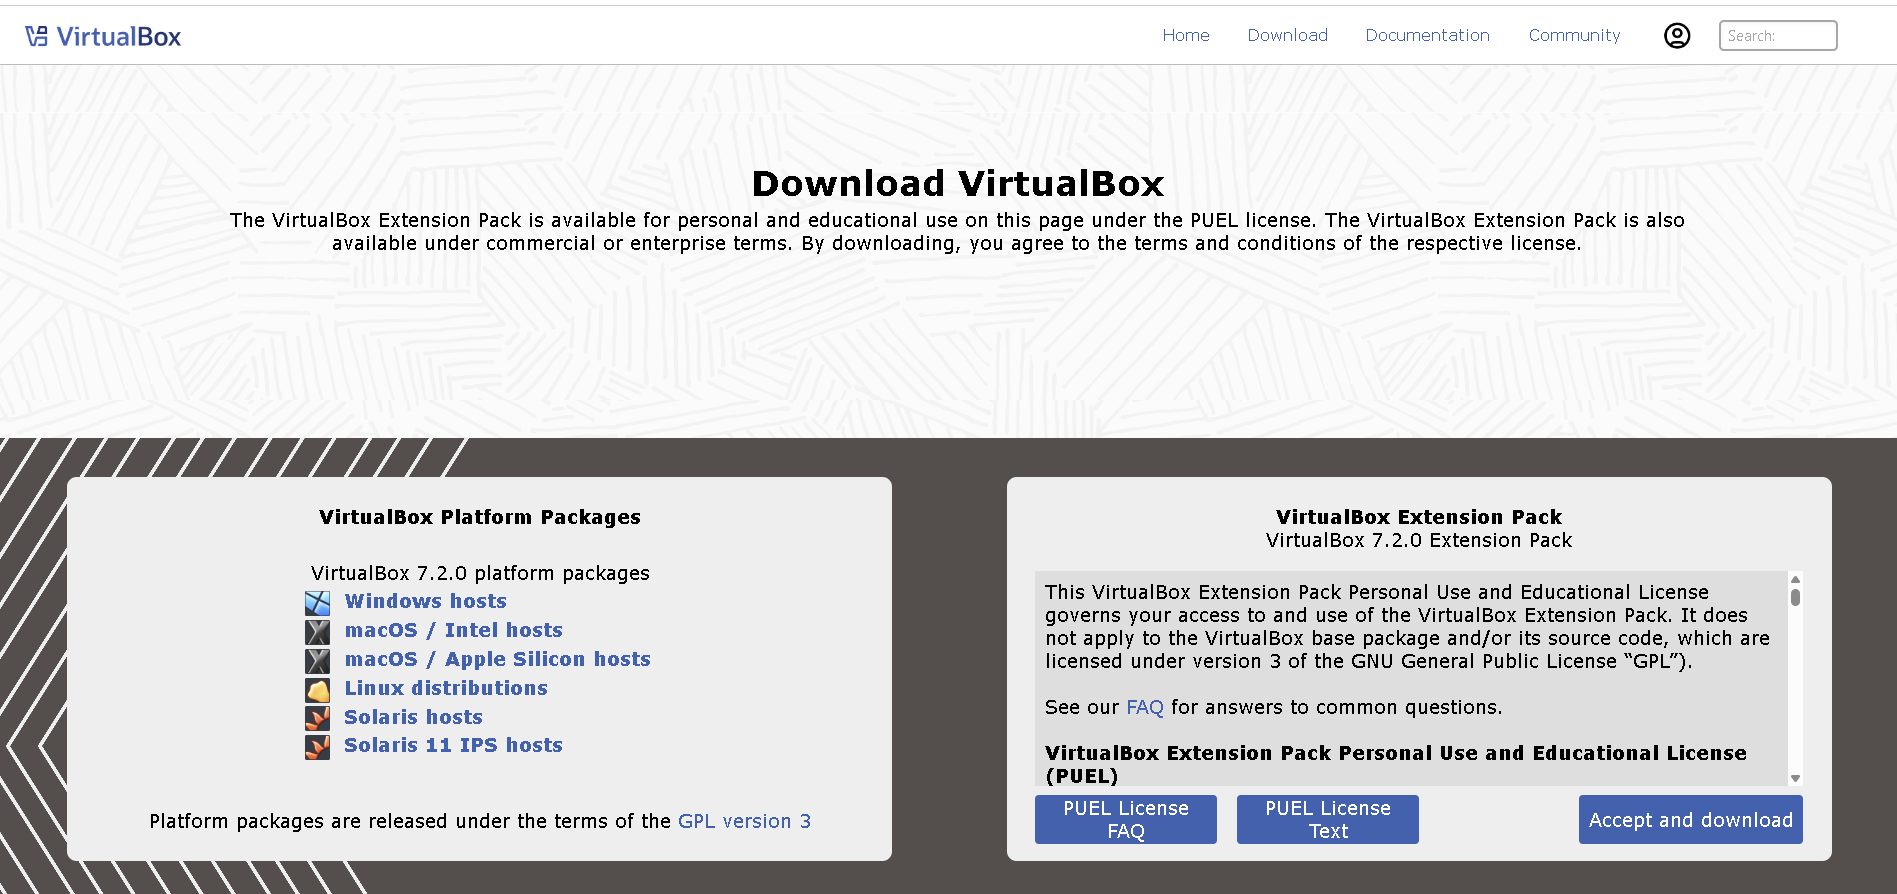 VirtualBox
Home
Download
Documentation
Community
Search:
Download VirtualBox
The VirtualBox Extension Pack is available for personal and educational use on this page under the PUEL license. The VirtualBox Extension Pack is also
available under commercial or enterprise terms. By downloading, you agree to the terms and conditions of the respective license.
VirtualBox Platform Packages
VirtualBox 7.2.0 platform packages
Windows hosts
macOS / Intel hosts
macOS / Apple Silicon hosts
Linux distributions
Solaris hosts
Solaris 11 IPS hosts
Platform packages are released under the terms of the GPL version 3
VirtualBox Extension Pack
VirtualBox 7.2.0 Extension Pack
This VirtualBox Extension Pack Personal Use and Educational License
governs your access to and use of the VirtualBox Extension Pack. It does
not apply to the VirtualBox base package and/or its source code, which are
licensed under version 3 of the GNU General Public License “GPL”).
See our FAQ for answers to common questions.
VirtualBox Extension Pack Personal Use and Educational License
(PUEL)
PUEL License
FAQ
PUEL License
Text
Accept and download